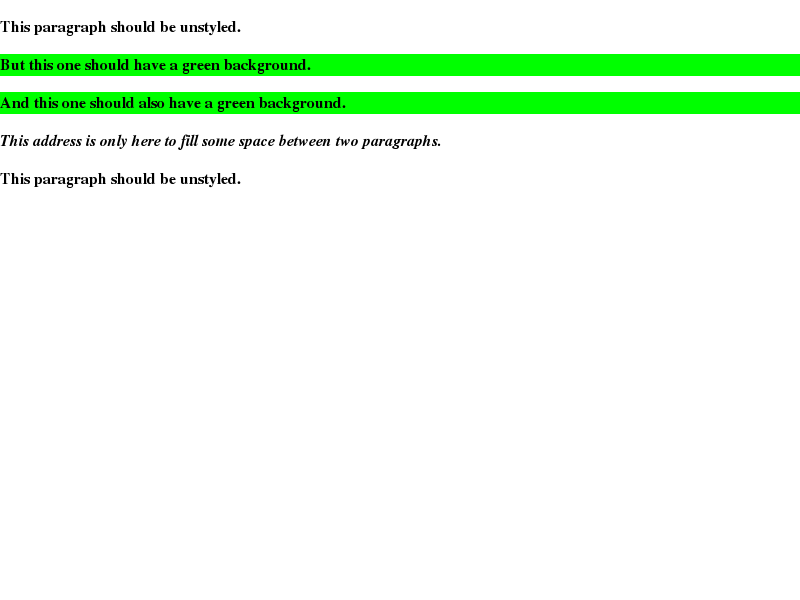 This paragraph should be unstyled.
But this one should have a green background.
And this one should also have a green background.
This address is only here to fill some space between two paragraphs.
This paragraph should be unstyled.